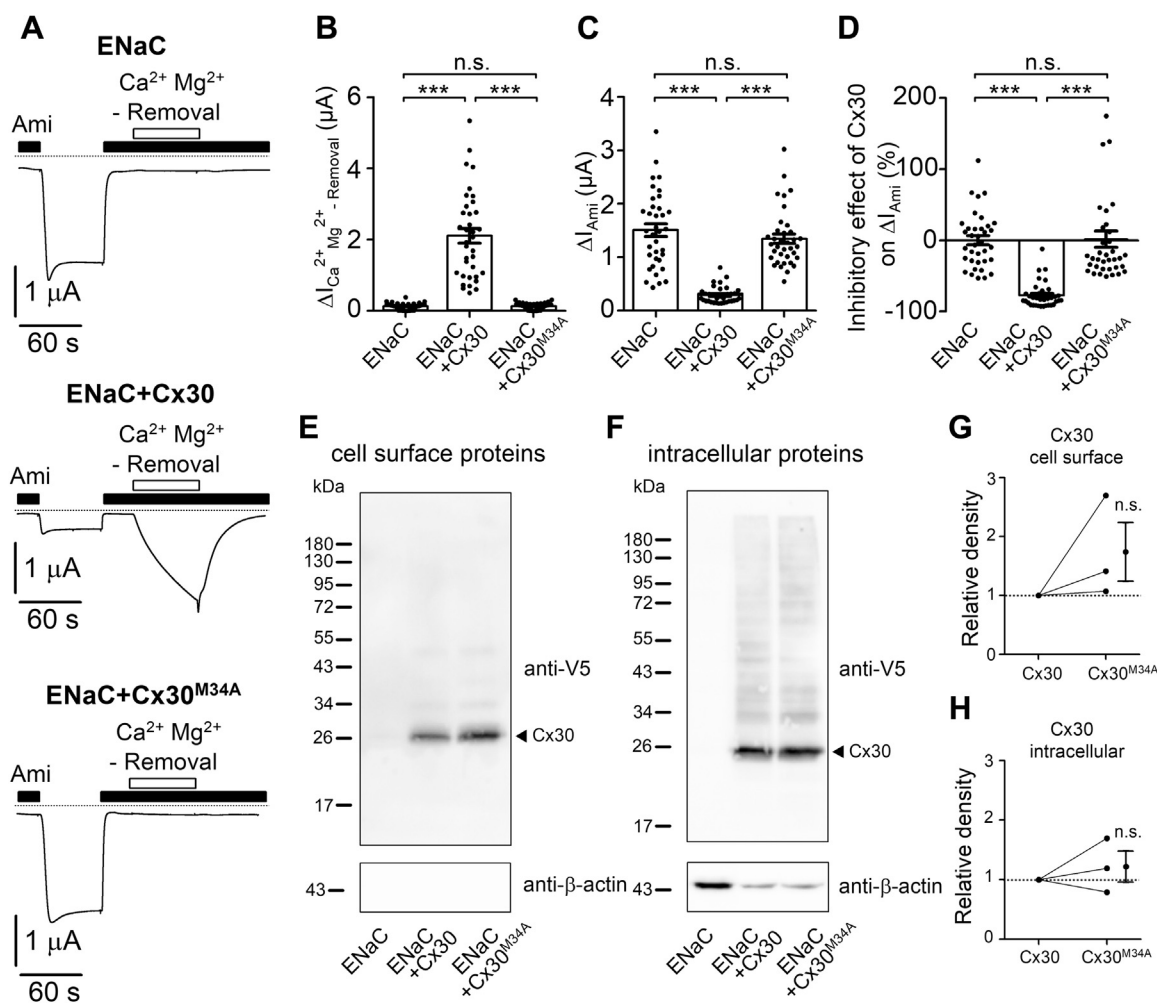 A
ENaC
Ca2+ Mg2+
- Removal
Ami
1 μA
60 s
ENaC+Cx30
Ca2+ Mg2+
- Removal
Ami
1 μA
60 s
ENaC+Cx30M34A
Ca2+ Mg2+
- Removal
Ami
1 μA
60 s
B
n.s.
*** ***
ΔICa2+Mg2+ - Removal (μA)
6
4
2
0
ENaC
ENaC
+Cx30
ENaC
+Cx30M34A
C
n.s.
*** ***
ΔIAmi (μA)
4
3
2
1
0
ENaC
ENaC
+Cx30
ENaC
+Cx30M34A
D
n.s.
*** ***
Inhibitory effect of Cx30
on ΔIAmi (%)
200
100
0
-100
ENaC
ENaC
+Cx30
ENaC
+Cx30M34A
E
cell surface proteins
kDa
180
130
95
72
55
43
34
26
17
anti-V5
Cx30
43
anti-β-actin
ENaC
ENaC
+Cx30
ENaC
+Cx30M34A
F
intracellular proteins
kDa
180
130
95
72
55
43
34
26
17
anti-V5
Cx30
43
anti-β-actin
ENaC
ENaC
+Cx30
ENaC
+Cx30M34A
G
Cx30
cell surface
Relative density
3
2
1
0
n.s.
Cx30 Cx30M34A
H
Cx30
intracellular
Relative density
3
2
1
0
n.s.
Cx30 Cx30M34A